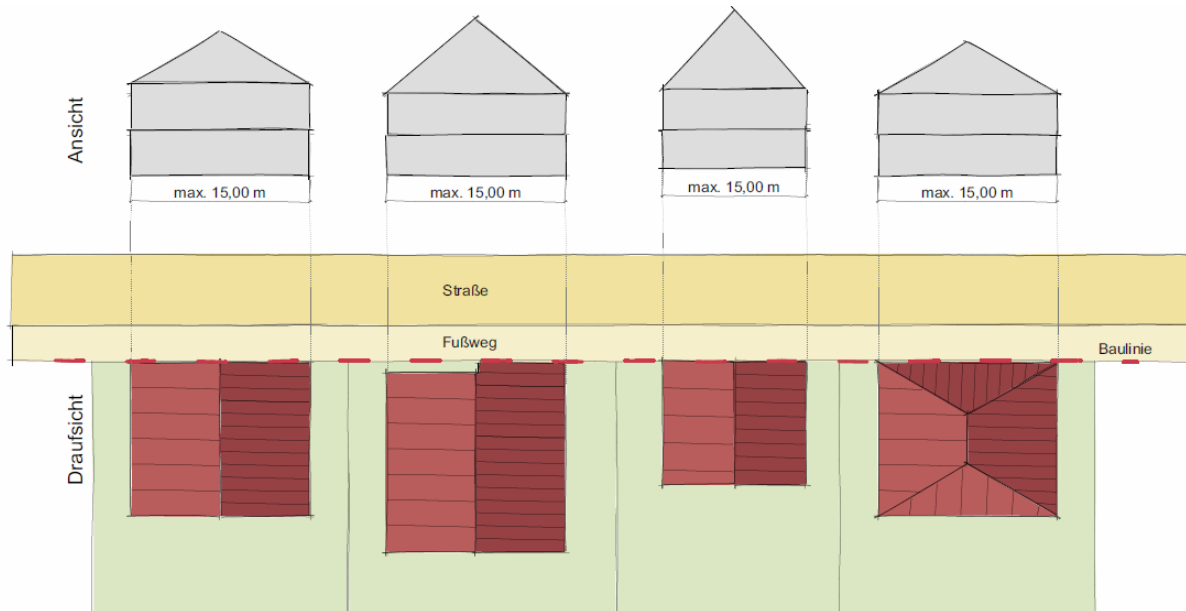 Ansicht
max. 15,00 m
max. 15,00 m
max. 15,00 m
max. 15,00 m
Straße
Fußweg
Baulinie
Draufsicht